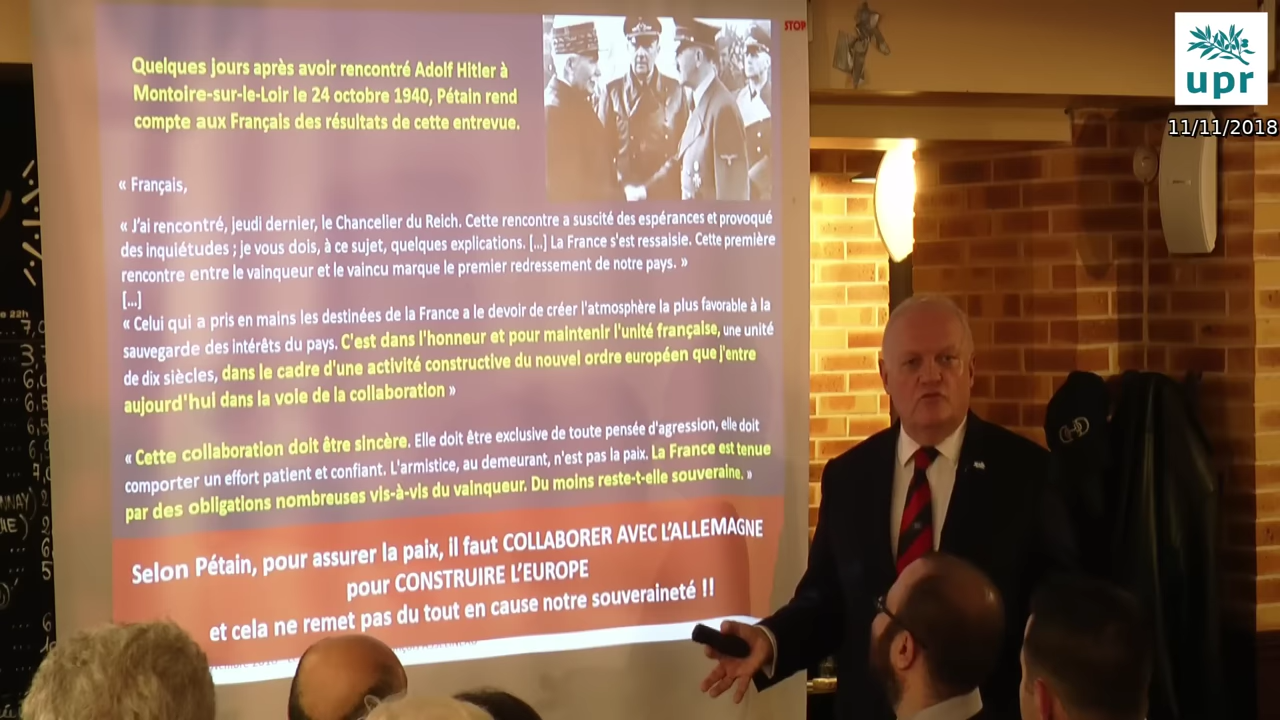 Quelques jours après avoir rencontré Adolf Hitler à
Montoire-sur-le-Loir le 24 octobre 1940, Pétain rend
compte aux Français des résultats de cette entrevue.
STOP
upr
11/11/2018
« Français,
« J'ai rencontré, jeudi dernier, le Chancelier du Reich. Cette rencontre a suscité des espérances et provoqué
des inquiétudes ; je vous dois, à ce sujet, quelques explications. [...] La France s'est ressaisie. Cette première
rencontre entre le vainqueur et le vaincu marque le premier redressement de notre pays. »
[...]
« Celui qui a pris en mains les destinées de la France a le devoir de créer l'atmosphère la plus favorable à la
sauvegarde des intérêts du pays. C'est dans l'honneur et pour maintenir l'unité française, une unité
de dix siècles, dans le cadre d'une activité constructive du nouvel ordre européen que j'entre
aujourd'hui dans la voie de la collaboration »
« Cette collaboration doit être sincère. Elle doit être exclusive de toute pensée d'agression, elle doit
comporter un effort patient et confiant. L'armistice, au demeurant, n'est pas la paix. La France est tenue
par des obligations nombreuses vis-à-vis du vainqueur. Du moins reste-t-elle souveraine. »
Selon Pétain, pour assurer la paix, il faut COLLABORER AVEC L'ALLEMAGNE
pour CONSTRUIRE L'EUROPE
et cela ne remet pas du tout en cause notre souveraineté !!
e 22h